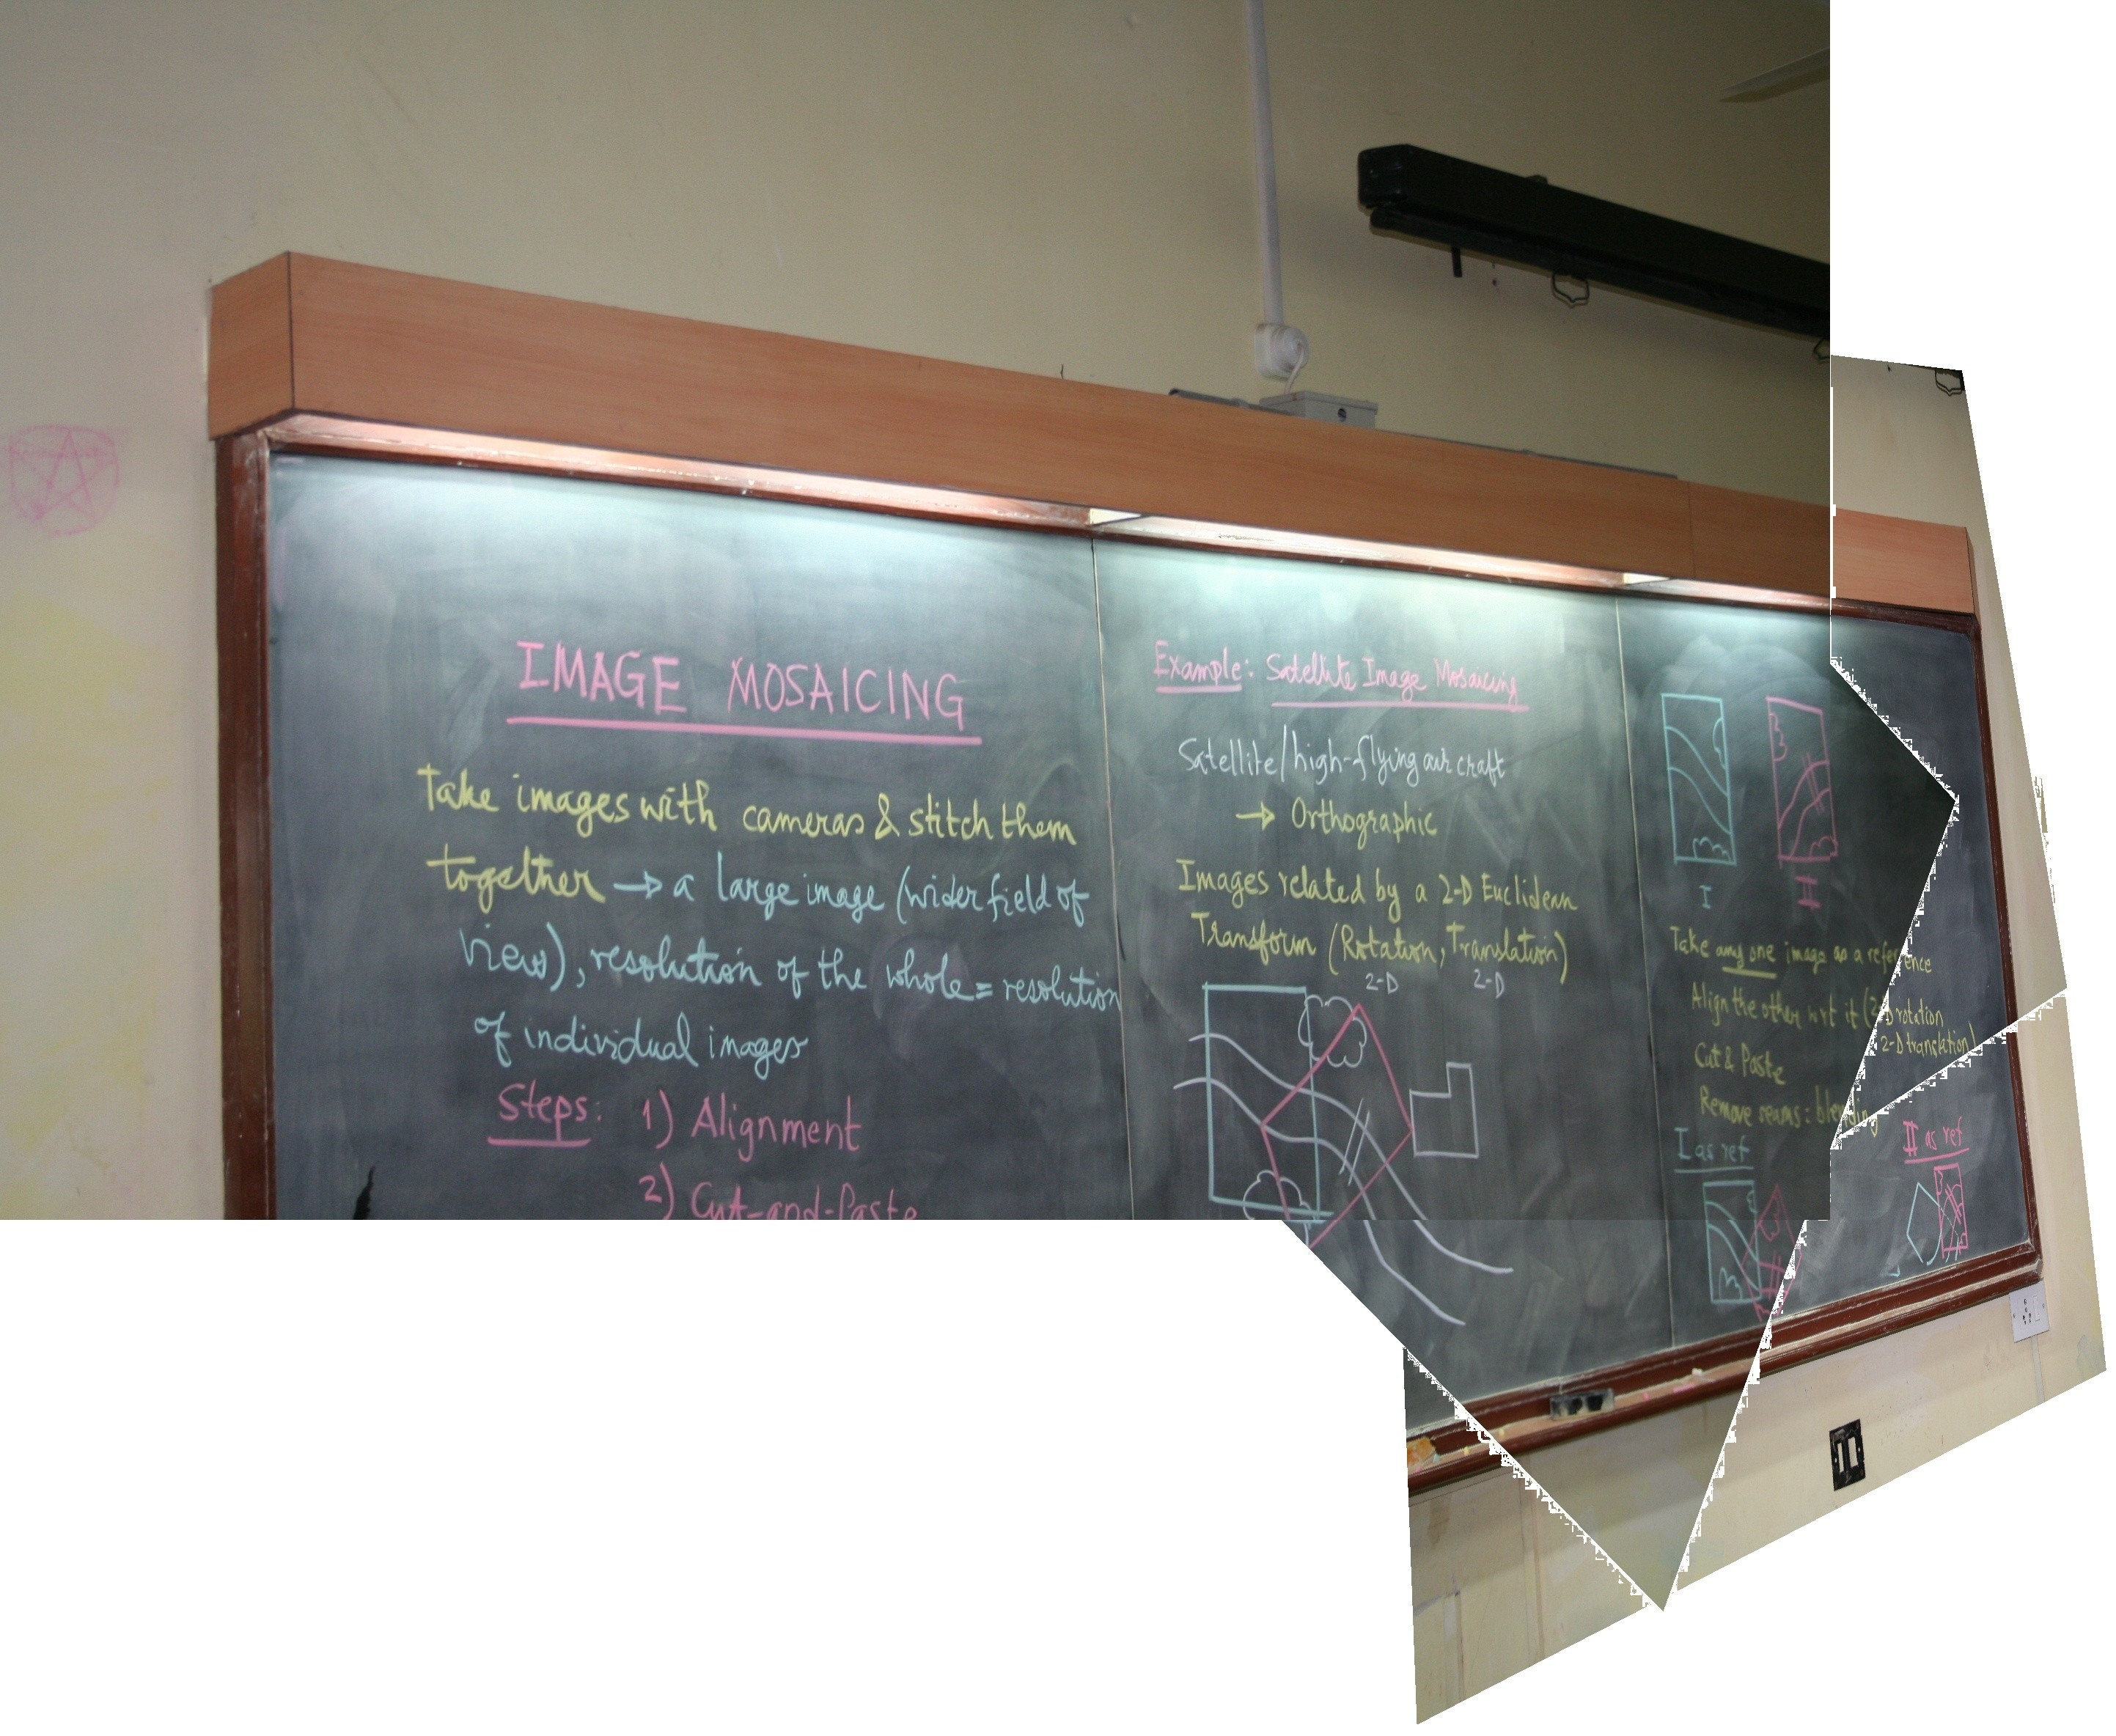 IMAGE MOSAICING
Take images with cameras & stitch them
together → a large image (wider field of
view), resolution of the whole = resolution
of individual images
Steps: 1) Alignment
2) Cut-and-Paste
Example: Satellite Image Mosaicing
Satellite/high-flying air craft
→ Orthographic
Images related by a 2-D Euclidean
Transform (Rotation, Translation)
2-D 2-D
I II
Take any one image as a reference
Align the other wrt it (2-D rotation
2-D translation)
Cut & Paste
Remove seams: blending
I as ref II as ref